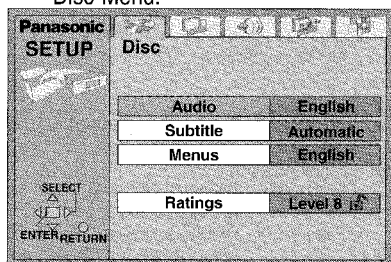 Disc Menu.
Panasonic
SETUP
Disc
Audio English
Subtitle Automatic
Menus English
Ratings Level 8
SELECT
ENTER RETURN